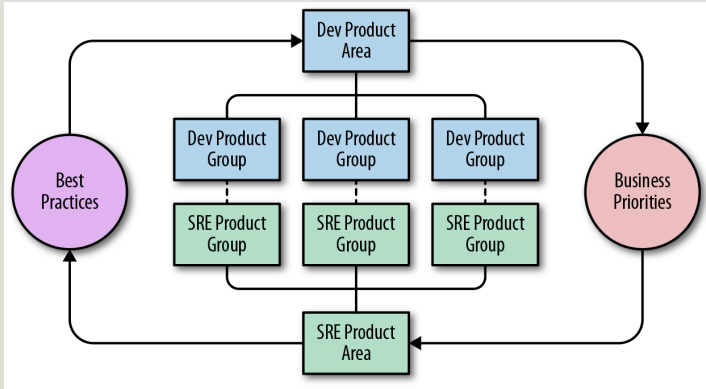 Dev Product
Area
Dev Product
Group
Dev Product
Group
Dev Product
Group
Best
Practices
Business
Priorities
SRE Product
Group
SRE Product
Group
SRE Product
Group
SRE Product
Area